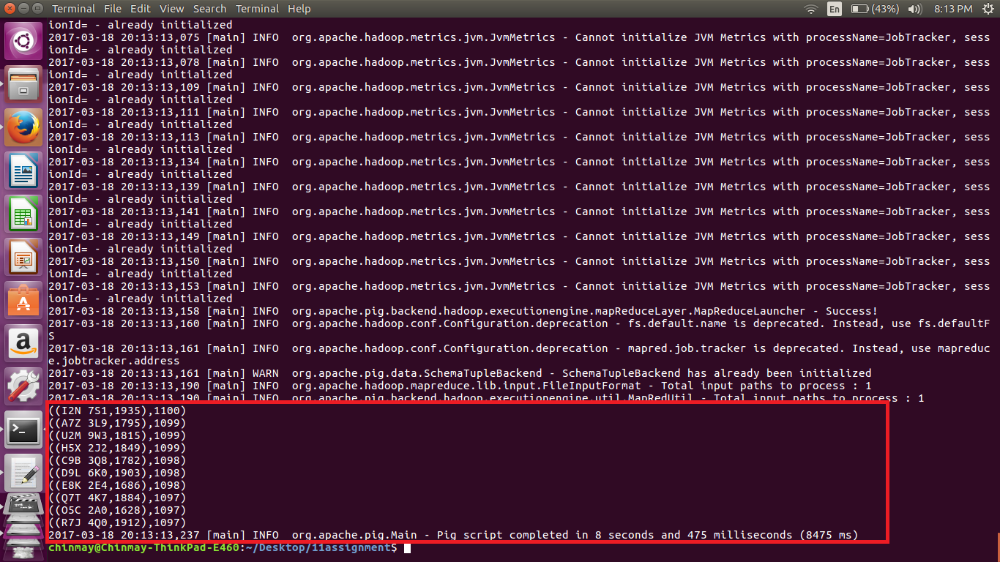 Terminal File Edit View Search Terminal Help En (43%) 8:13 PM
ionId= - already initialized
2017-03-18 20:13:13,075 [main] INFO  org.apache.hadoop.metrics.jvm.JvmMetrics - Cannot initialize JVM Metrics with processName=JobTracker, sess
ionId= - already initialized
2017-03-18 20:13:13,078 [main] INFO  org.apache.hadoop.metrics.jvm.JvmMetrics - Cannot initialize JVM Metrics with processName=JobTracker, sess
ionId= - already initialized
2017-03-18 20:13:13,109 [main] INFO  org.apache.hadoop.metrics.jvm.JvmMetrics - Cannot initialize JVM Metrics with processName=JobTracker, sess
ionId= - already initialized
2017-03-18 20:13:13,111 [main] INFO  org.apache.hadoop.metrics.jvm.JvmMetrics - Cannot initialize JVM Metrics with processName=JobTracker, sess
ionId= - already initialized
2017-03-18 20:13:13,113 [main] INFO  org.apache.hadoop.metrics.jvm.JvmMetrics - Cannot initialize JVM Metrics with processName=JobTracker, sess
ionId= - already initialized
2017-03-18 20:13:13,134 [main] INFO  org.apache.hadoop.metrics.jvm.JvmMetrics - Cannot initialize JVM Metrics with processName=JobTracker, sess
ionId= - already initialized
2017-03-18 20:13:13,139 [main] INFO  org.apache.hadoop.metrics.jvm.JvmMetrics - Cannot initialize JVM Metrics with processName=JobTracker, sess
ionId= - already initialized
2017-03-18 20:13:13,141 [main] INFO  org.apache.hadoop.metrics.jvm.JvmMetrics - Cannot initialize JVM Metrics with processName=JobTracker, sess
ionId= - already initialized
2017-03-18 20:13:13,149 [main] INFO  org.apache.hadoop.metrics.jvm.JvmMetrics - Cannot initialize JVM Metrics with processName=JobTracker, sess
ionId= - already initialized
2017-03-18 20:13:13,150 [main] INFO  org.apache.hadoop.metrics.jvm.JvmMetrics - Cannot initialize JVM Metrics with processName=JobTracker, sess
ionId= - already initialized
2017-03-18 20:13:13,153 [main] INFO  org.apache.hadoop.metrics.jvm.JvmMetrics - Cannot initialize JVM Metrics with processName=JobTracker, sess
ionId= - already initialized
2017-03-18 20:13:13,158 [main] INFO  org.apache.pig.backend.hadoop.executionengine.mapReduceLayer.MapReduceLauncher - Success!
2017-03-18 20:13:13,160 [main] INFO  org.apache.hadoop.conf.Configuration.deprecation - fs.default.name is deprecated. Instead, use fs.defaultF
S
2017-03-18 20:13:13,161 [main] INFO  org.apache.hadoop.conf.Configuration.deprecation - mapred.job.tracker is deprecated. Instead, use mapreduc
e.jobtracker.address
2017-03-18 20:13:13,161 [main] WARN  org.apache.pig.data.SchemaTupleBackend - SchemaTupleBackend has already been initialized
2017-03-18 20:13:13,190 [main] INFO  org.apache.hadoop.mapreduce.lib.input.FileInputFormat - Total input paths to process : 1
2017-03-18 20:13:13,190 [main] INFO  org.apache.pig.backend.hadoop.executionengine.util.MapRedUtil - Total input paths to process : 1
((I2N 7S1,1935),1100)
((A7Z 3L9,1795),1099)
((U2M 9W3,1815),1099)
((H5X 2J2,1849),1099)
((C9B 3Q8,1782),1098)
((D9L 6K0,1903),1098)
((E8K 2E4,1686),1098)
((Q7T 4K7,1884),1097)
((O5C 2A0,1628),1097)
((R7J 4Q0,1912),1097)
2017-03-18 20:13:13,237 [main] INFO  org.apache.pig.Main - Pig script completed in 8 seconds and 475 milliseconds (8475 ms)
chinmay@Chinmay-ThinkPad-E460:~/Desktop/11assignment$